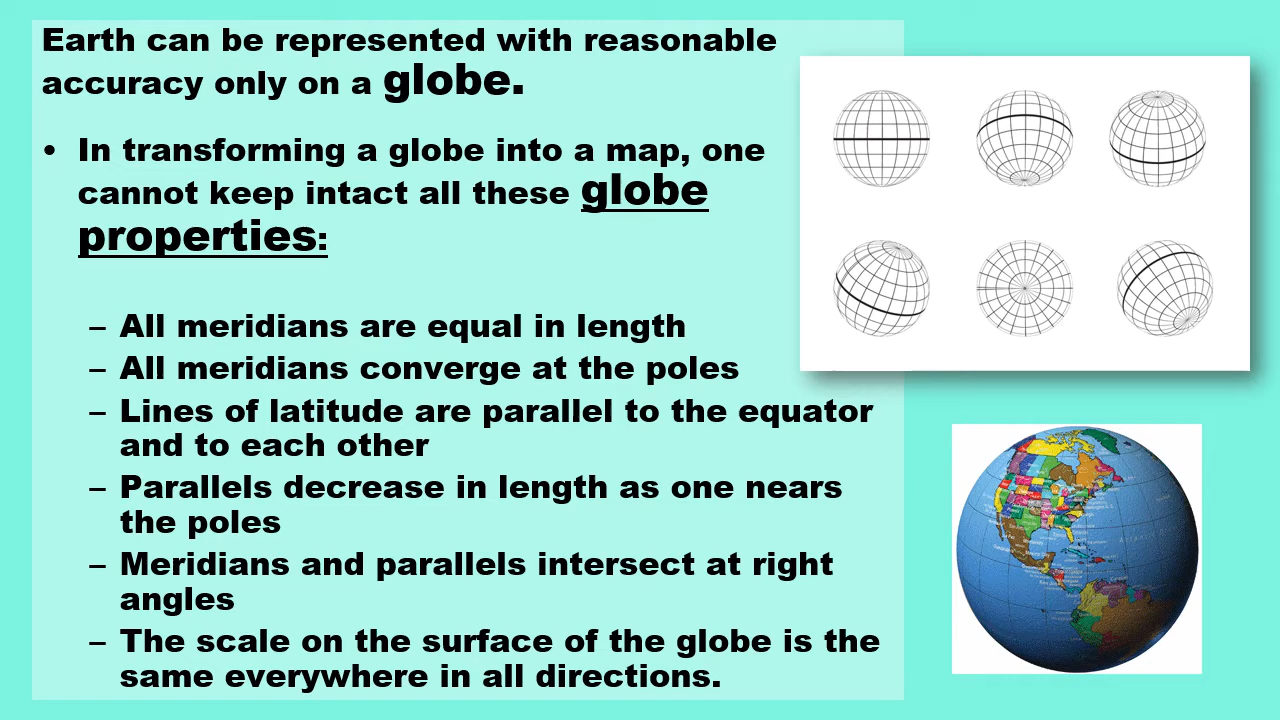 Earth can be represented with reasonable
accuracy only on a globe.
• In transforming a globe into a map, one
cannot keep intact all these globe
properties:
– All meridians are equal in length
– All meridians converge at the poles
– Lines of latitude are parallel to the equator
and to each other
– Parallels decrease in length as one nears
the poles
– Meridians and parallels intersect at right
angles
– The scale on the surface of the globe is the
same everywhere in all directions.